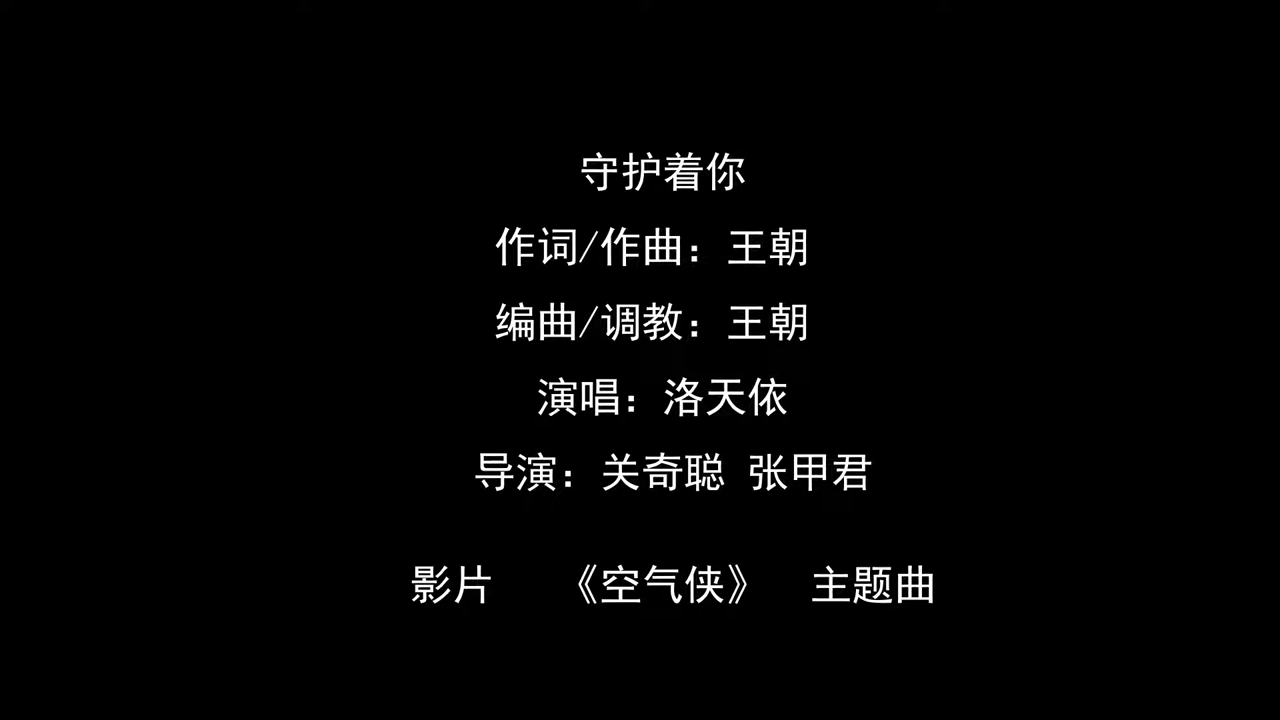 守护着你
作词/作曲：王朝
编曲/调教：王朝
演唱：洛天依
导演：关奇聪 张甲君
影片 《空气侠》 主题曲